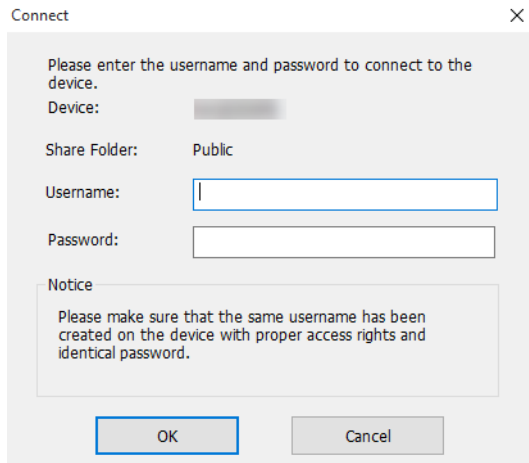 Connect
Please enter the username and password to connect to the
device.
Device:
Share Folder: Public
Username:
Password:
Notice
Please make sure that the same username has been
created on the device with proper access rights and
identical password.
OK Cancel